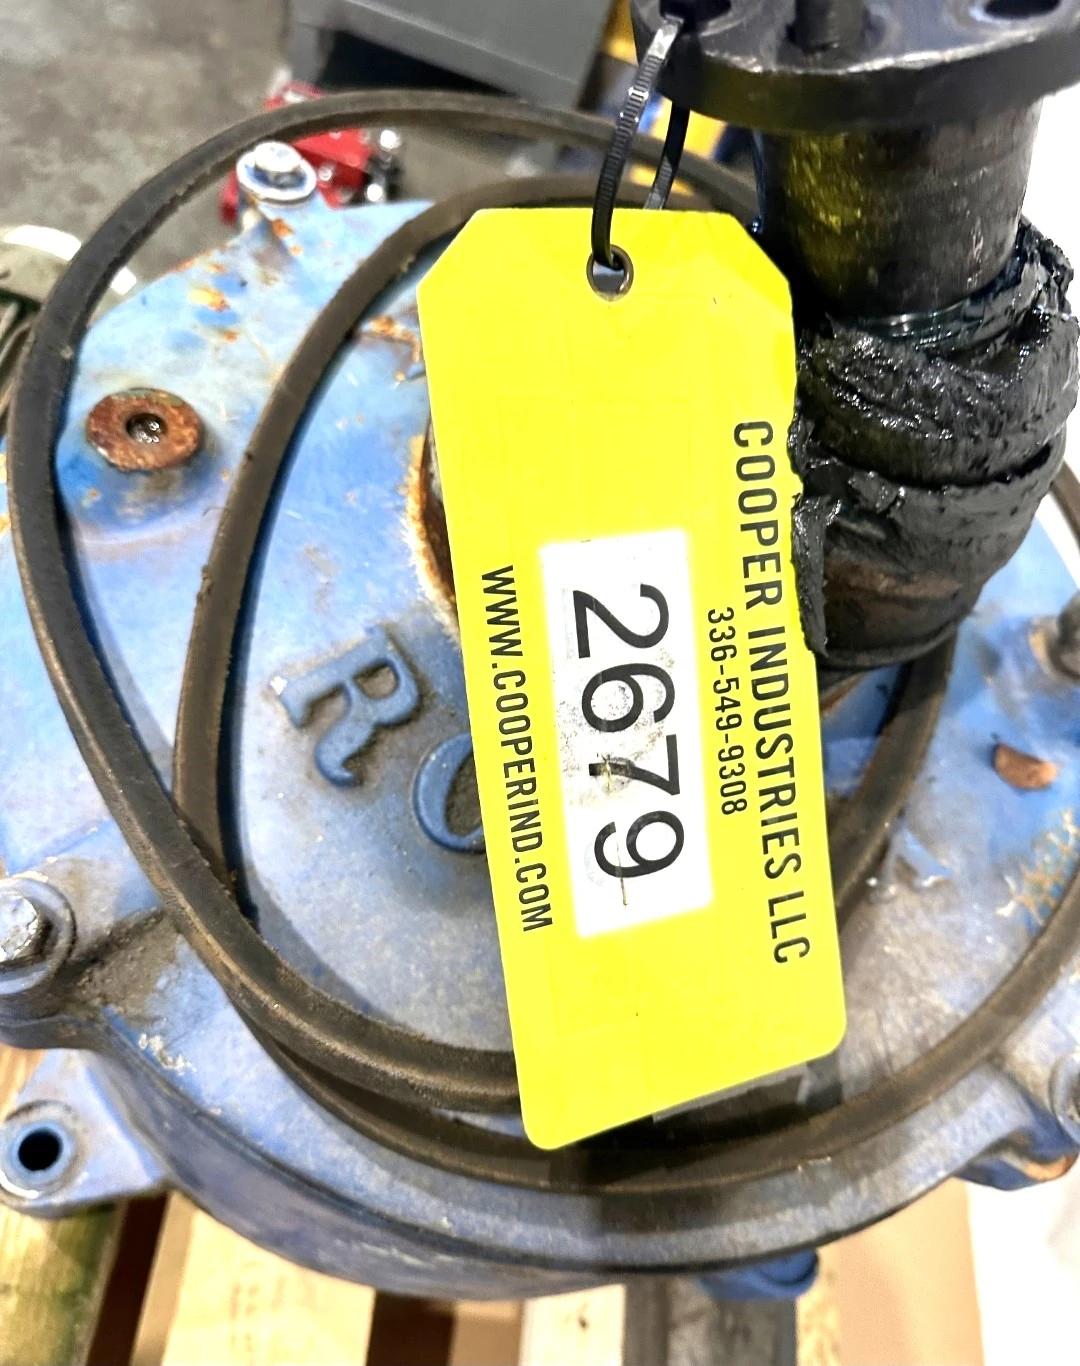 COOPER INDUSTRIES LLC
336-549-9308
2679
WWW.COOPERIND.COM